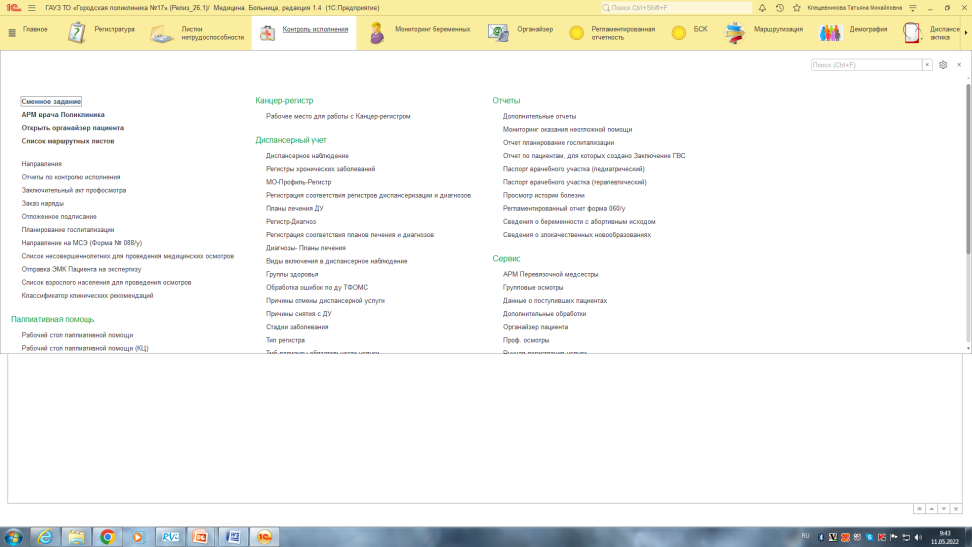 1С ГАУЗ ТО «Городская поликлиника №17» (Релиз_26,1)/ Медицина. Больница, редакция 1.4 (1С:Предприятие)
Поиск Ctrl+Shift+F
Клещевникова Татьяна Михайловна
Главное
Регистратура
Листки нетрудоспособности
Контроль исполнения
Мониторинг беременных
Органайзер
Регламентированная отчетность
БСК
Маршрутизация
Демография
Диспансе
актика
Поиск (Ctrl+F)
Сменное задание
АРМ врача Поликлиника
Открыть органайзер пациента
Список маршрутных листов
Направления
Отчеты по контролю исполнения
Заключительный акт профосмотра
Заказ наряды
Отложенное подписание
Планирование госпитализации
Направление на МСЭ (Форма № 088/у)
Список несовершеннолетних для проведения медицинских осмотров
Отправка ЭМК Пациента на экспертизу
Список взрослого населения для проведения осмотров
Классификатор клинических рекомендаций
Паллиативная помощь
Рабочий стол паллиативной помощи
Рабочий стол паллиативной помощи (КЦ)
Канцер-регистр
Рабочее место для работы с Канцер-регистром
Диспансерный учет
Диспансерное наблюдение
Регистры хронических заболеваний
МО-Профиль-Регистр
Регистрация соответствия регистров диспансеризации и диагнозов
Планы лечения ДУ
Регистр-Диагноз
Регистрация соответствия планов печения и диагнозов
Диагнозы- Планы лечения
Виды включения в диспансерное наблюдение
Группы здоровья
Обработка ошибок по ду ТФОМС
Причины отмены диспансерной услуги
Причины снятия с ДУ
Стадии заболевания
Тип регистра
Тиб варианты обязательности услуги
Отчеты
Дополнительные отчеты
Мониторинг оказания неотложной помощи
Отчет планирование госпитализации
Отчет по пациентам, для которых создано Заключение ГВС
Паспорт врачебного участка (педиатрический)
Паспорт врачебного участка (терапевтический)
Просмотр истории болезни
Регламентированный отчет форма 060/у
Сведения о беременности с абортивным исходом
Сведения о злокачественных новообразованиях
Сервис
АРМ Перевязочной медсестры
Групповые осмотры
Данные о поступивших пациентах
Дополнительные обработки
Органайзер пациента
Проф. осмотры
Ручная регистрация услуги
RU
9:43
11.05.2022